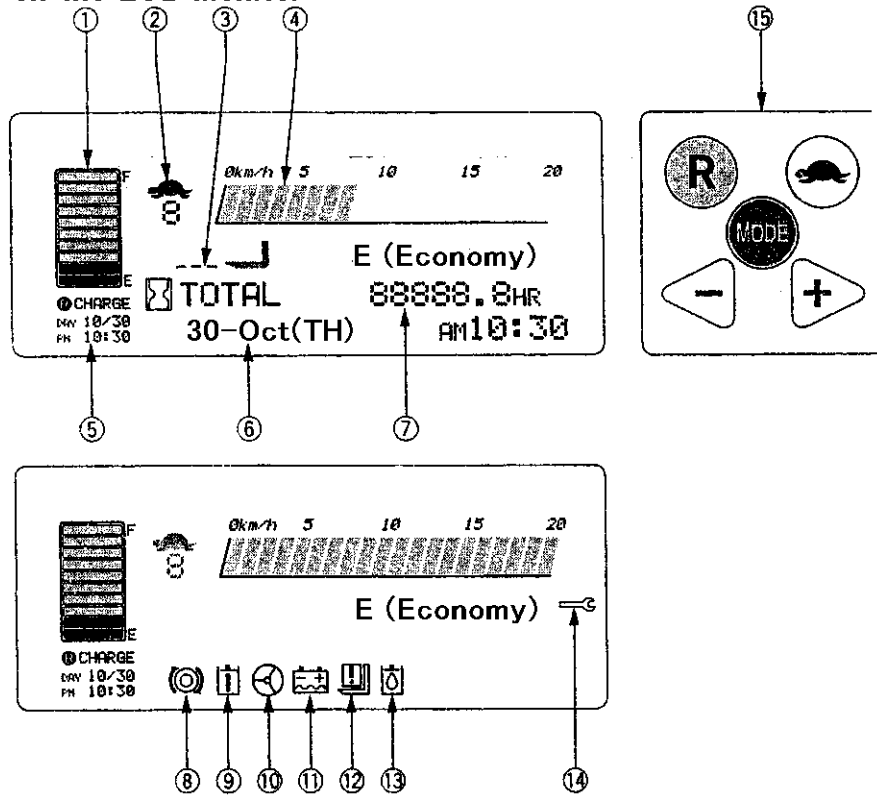 ① ② ③ ④ ⑮
F
8
0km/h 5 10 15 20
E (Economy)
E
TOTAL 88888.8HR
Ⓡ CHARGE
DAY 10/30
PM 10:30
30-Oct(TH) AM10:30
R
MODE
−
+
⑤ ⑥ ⑦
F
8
0km/h 5 10 15 20
E (Economy)
E
Ⓡ CHARGE
DAY 10/30
PM 10:30
⑧ ⑨ ⑩ ⑪ ⑫ ⑬ ⑭